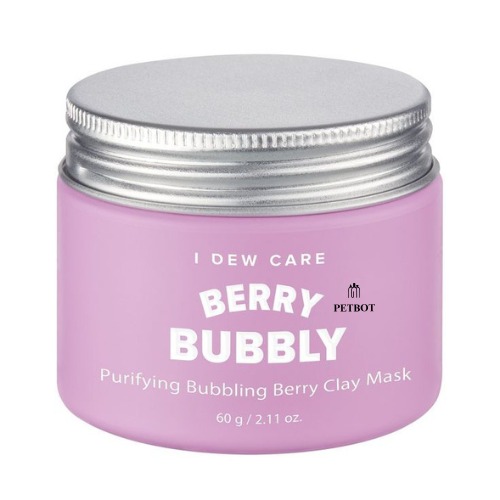 I DEW CARE
BERRY
BUBBLY
PETBOT
Purifying Bubbling Berry Clay Mask
60 g / 2.11 oz.